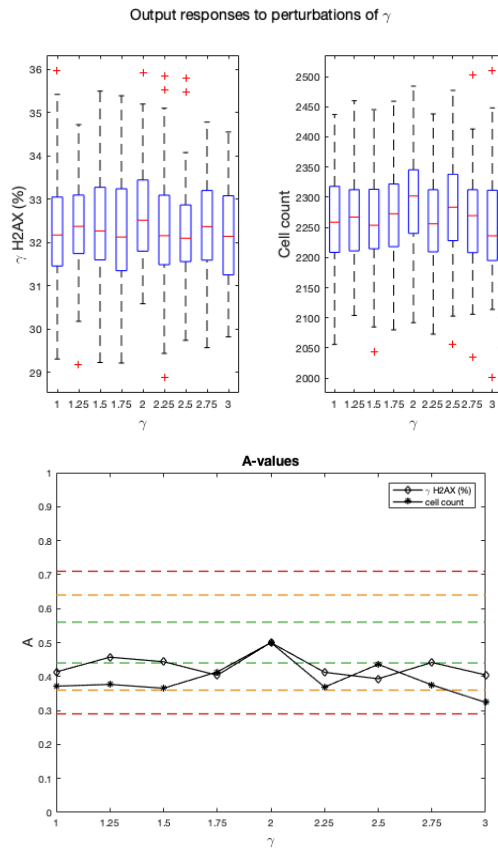 Output responses to perturbations of γ
36
35
34
33
32
31
30
29
γ H2AX (%)
1 1.25 1.5 1.75 2 2.25 2.5 2.75 3
γ
2500
2450
2400
2350
2300
2250
2200
2150
2100
2050
2000
Cell count
1 1.25 1.5 1.75 2 2.25 2.5 2.75 3
γ
A-values
γ H2AX (%)
cell count
1
0.9
0.8
0.7
0.6
0.5
0.4
0.3
0.2
0.1
0
A
1 1.25 1.5 1.75 2 2.25 2.5 2.75 3
γ